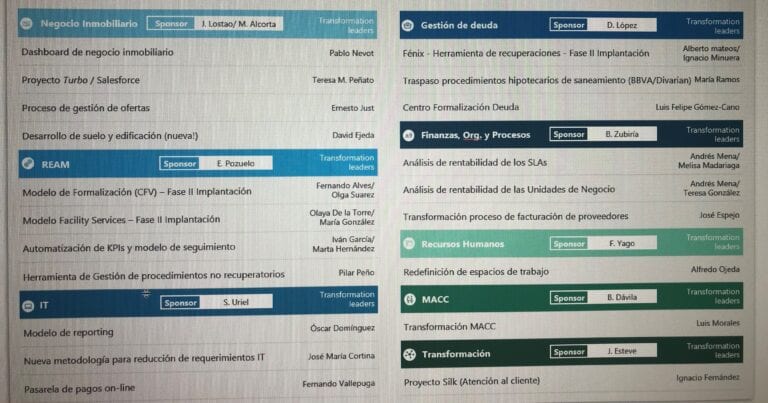 Negocio Inmobiliario Sponsor J. Lostao/ M. Alcorta Transformation leaders
Dashboard de negocio inmobiliario Pablo Nevot
Proyecto Turbo / Salesforce Teresa M. Peñato
Proceso de gestión de ofertas Ernesto Just
Desarrollo de suelo y edificación (nueva!) David Ejeda
REAM Sponsor E. Pozuelo Transformation leaders
Modelo de Formalización (CFV) – Fase II Implantación Fernando Alves/ Olga Suarez
Modelo Facility Services – Fase II Implantación Olaya De la Torre/ María González
Automatización de KPIs y modelo de seguimiento Iván García/ Marta Hernández
Herramienta de Gestión de procedimientos no recuperatorios Pilar Peño
IT Sponsor S. Uriel Transformation leaders
Modelo de reporting Óscar Domínguez
Nueva metodología para reducción de requerimientos IT José María Cortina
Pasarela de pagos on-line Fernando Vallepuga
Gestión de deuda Sponsor D. López Transformation leaders
Fénix - Herramienta de recuperaciones - Fase II Implantación Alberto mateos/ Ignacio Minuera
Traspaso procedimientos hipotecarios de saneamiento (BBVA/Divarian) María Ramos
Centro Formalización Deuda Luis Felipe Gómez-Cano
Finanzas, Org. y Procesos Sponsor B. Zubiría Transformation leaders
Análisis de rentabilidad de los SLAs Andrés Mena/ Melisa Madariaga
Análisis de rentabilidad de las Unidades de Negocio Andrés Mena/ Teresa González
Transformación proceso de facturación de proveedores José Espejo
Recursos Humanos Sponsor F. Yago Transformation leaders
Redefinición de espacios de trabajo Alfredo Ojeda
MACC Sponsor B. Dávila Transformation leaders
Transformación MACC Luis Morales
Transformación Sponsor J. Esteve Transformation leaders
Proyecto Silk (Atención al cliente) Ignacio Fernández